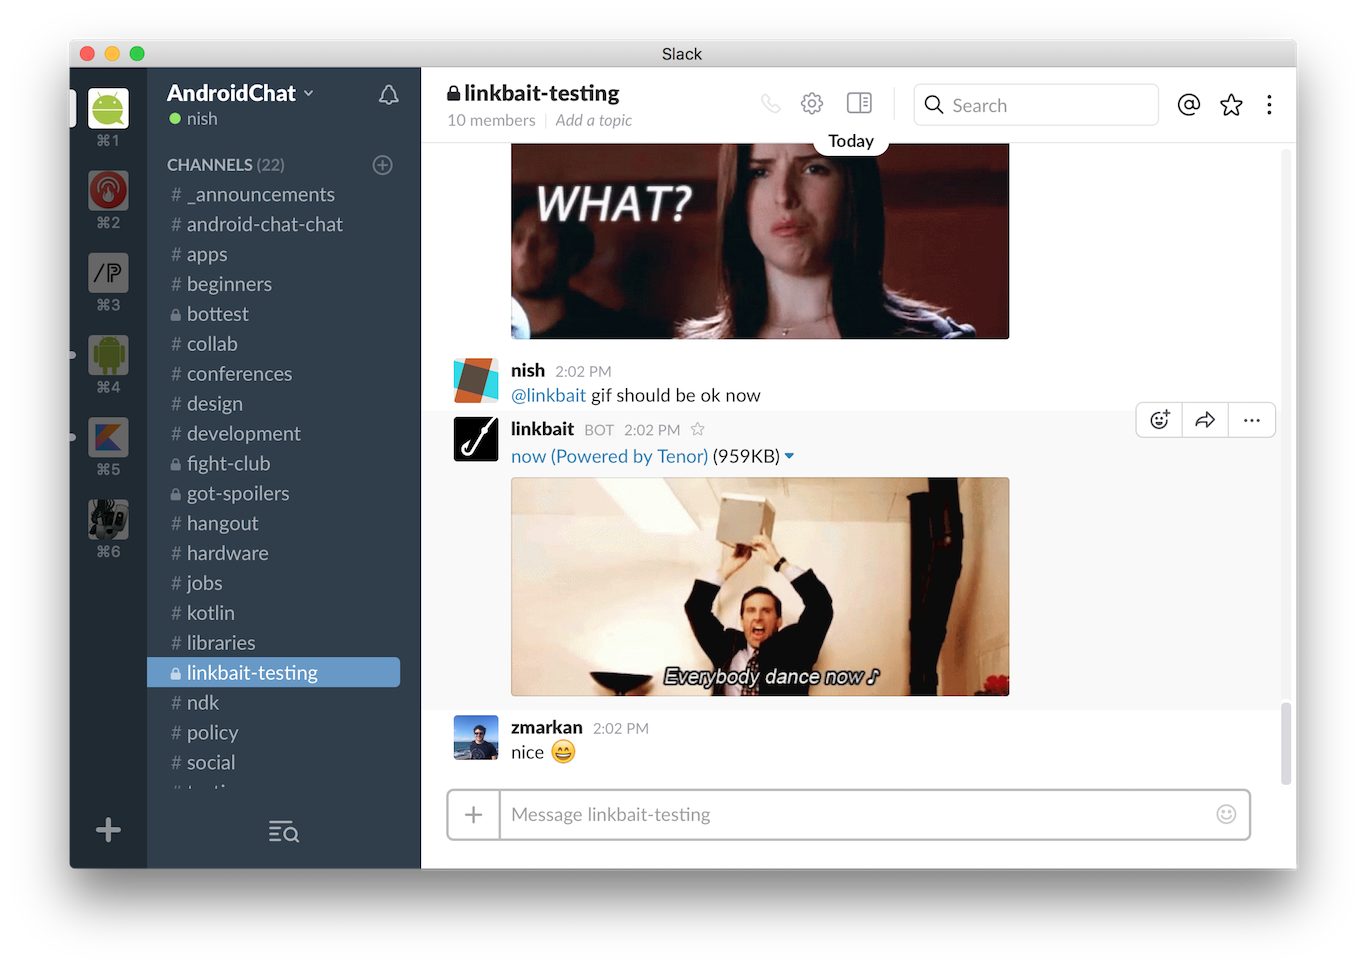 Slack
⌘1
⌘2
/P
⌘3
⌘4
⌘5
⌘6
AndroidChat
nish
CHANNELS (22)
# _announcements
# android-chat-chat
# apps
# beginners
bottest
# collab
# conferences
# design
# development
fight-club
got-spoilers
# hangout
# hardware
# jobs
# kotlin
# libraries
linkbait-testing
# ndk
# policy
# social
linkbait-testing
10 members | Add a topic
Search
Today
WHAT?
nish 2:02 PM
@linkbait gif should be ok now
linkbait BOT 2:02 PM
now (Powered by Tenor) (959KB)
Everybody dance now♪
zmarkan 2:02 PM
nice 😄
Message linkbait-testing